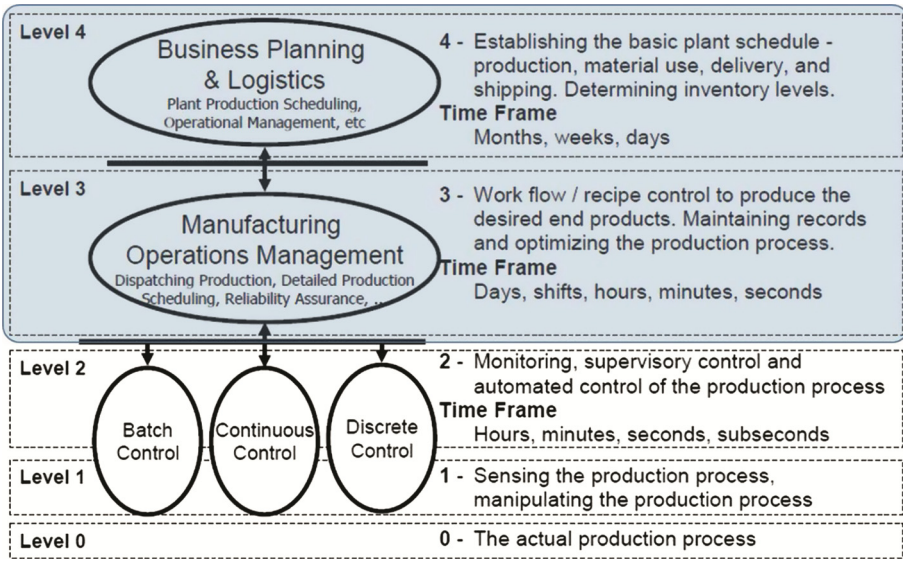 Level 4
Business Planning
& Logistics
Plant Production Scheduling,
Operational Management, etc
4 - Establishing the basic plant schedule -
production, material use, delivery, and
shipping. Determining inventory levels.
Time Frame
Months, weeks, days
Level 3
Manufacturing
Operations Management
Dispatching Production, Detailed Production
Scheduling, Reliability Assurance, ...
3 - Work flow / recipe control to produce the
desired end products. Maintaining records
and optimizing the production process.
Time Frame
Days, shifts, hours, minutes, seconds
Level 2
Batch
Control
Continuous
Control
Discrete
Control
2 - Monitoring, supervisory control and
automated control of the production process
Time Frame
Hours, minutes, seconds, subseconds
Level 1
1 - Sensing the production process,
manipulating the production process
Level 0
0 - The actual production process